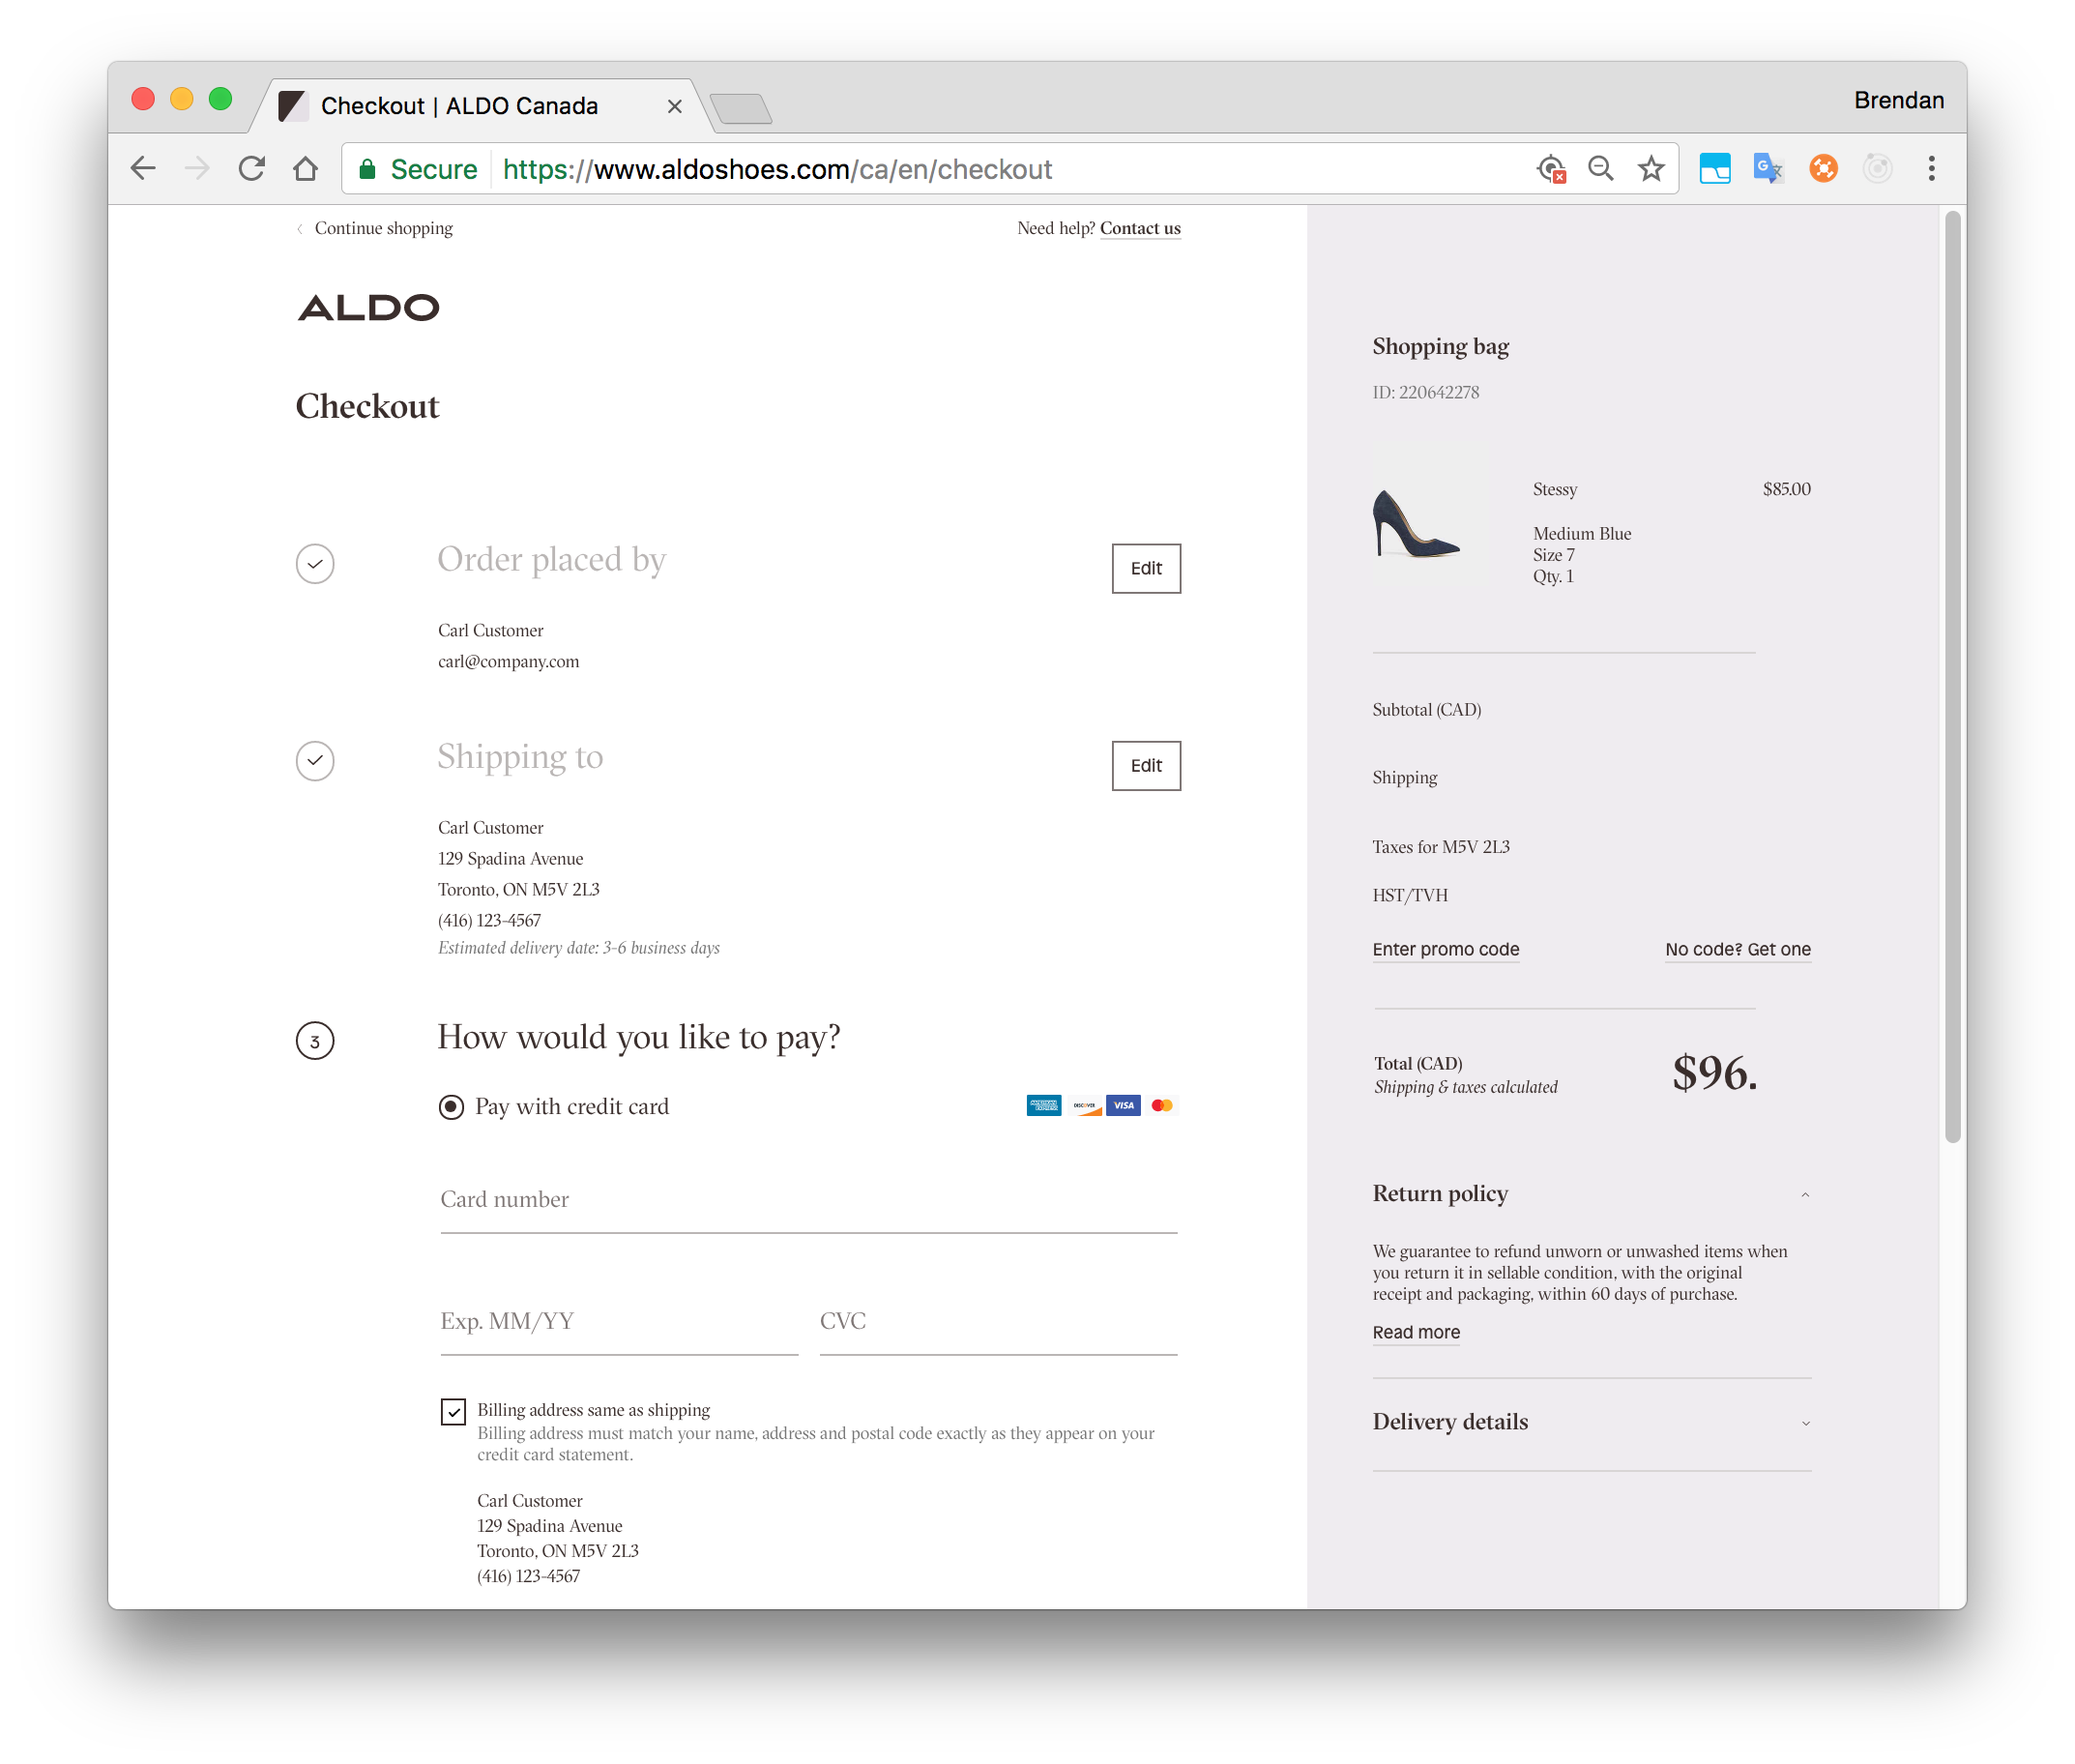 Checkout | ALDO Canada
Brendan
Secure https://www.aldoshoes.com/ca/en/checkout
Continue shopping
Need help? Contact us
ALDO
Checkout
Order placed by
Edit
Carl Customer
carl@company.com
Shipping to
Edit
Carl Customer
129 Spadina Avenue
Toronto, ON M5V 2L3
(416) 123-4567
Estimated delivery date: 3-6 business days
3
How would you like to pay?
Pay with credit card
DISCOVER
VISA
Card number
Exp. MM/YY
CVC
Billing address same as shipping
Billing address must match your name, address and postal code exactly as they appear on your
credit card statement.
Carl Customer
129 Spadina Avenue
Toronto, ON M5V 2L3
(416) 123-4567
Shopping bag
ID: 220642278
Stessy
$85.00
Medium Blue
Size 7
Qty. 1
Subtotal (CAD)
Shipping
Taxes for M5V 2L3
HST/TVH
Enter promo code
No code? Get one
Total (CAD)
Shipping & taxes calculated
$96.
Return policy
We guarantee to refund unworn or unwashed items when
you return it in sellable condition, with the original
receipt and packaging, within 60 days of purchase.
Read more
Delivery details